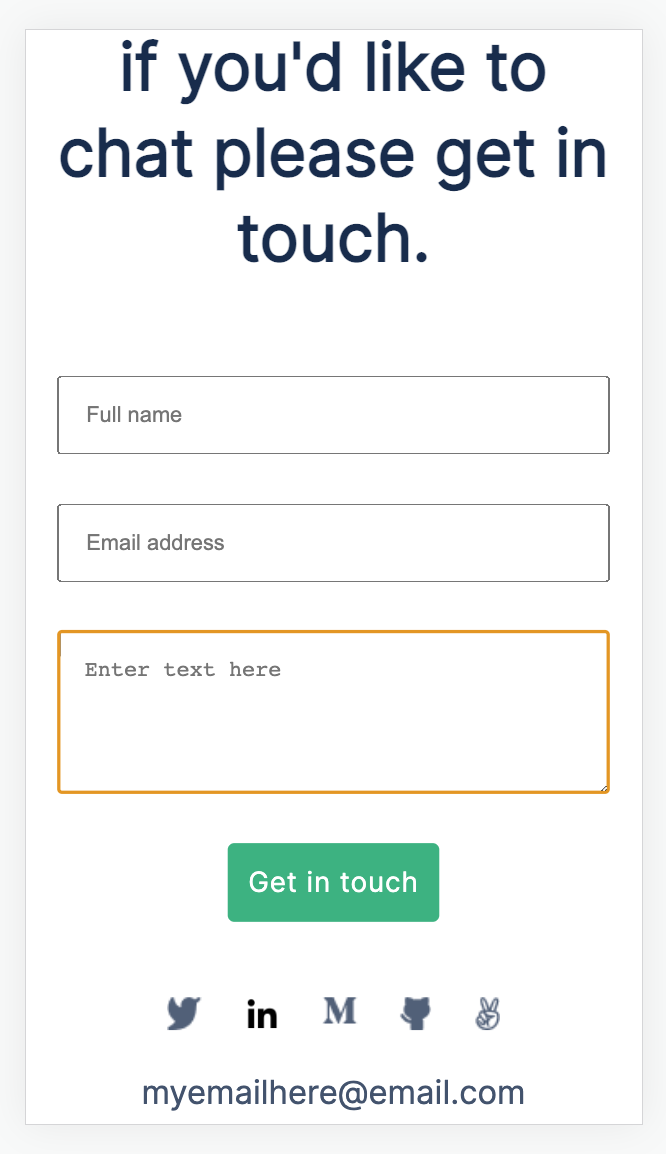 if you'd like to
chat please get in
touch.
Full name
Email address
Enter text here
Get in touch
in M
myemailhere@email.com